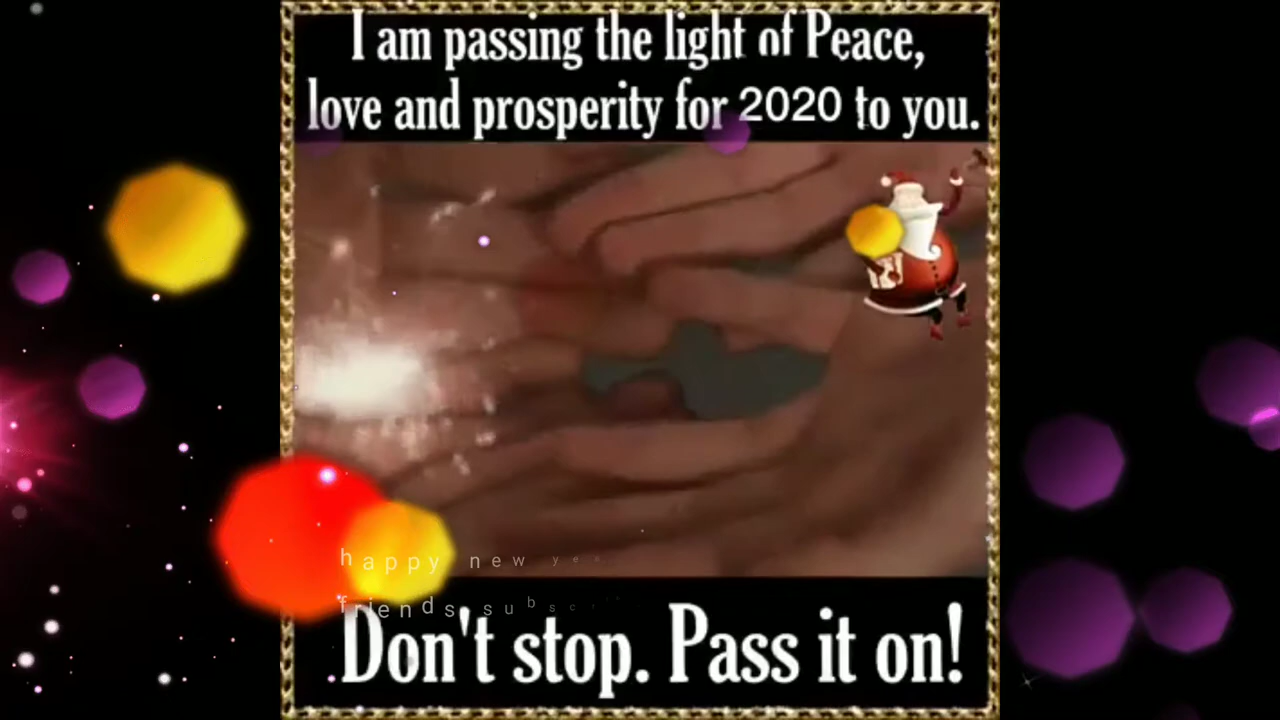 I am passing the light of Peace,
love and prosperity for 2020 to you.
happy new
friends su
Don't stop. Pass it on!